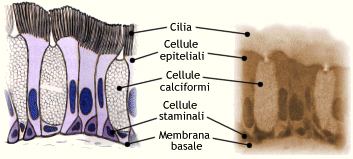 Cilia
Cellule
epiteliali
Cellule
calciformi
Cellule
staminali
Membrana
basale